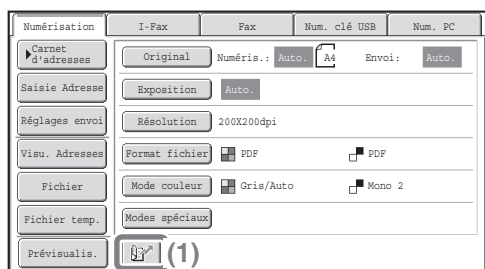 Numérisation I-Fax Fax Num. clé USB Num. PC
Carnet d'adresses
Original Numéris.: Auto. A4 Envoi: Auto.
Saisie Adresse
Exposition Auto.
Réglages envoi
Résolution 200X200dpi
Visu. Adresses
Format fichier PDF PDF
Fichier
Mode couleur Gris/Auto Mono 2
Fichier temp.
Modes spéciaux
Prévisualis.
(1)